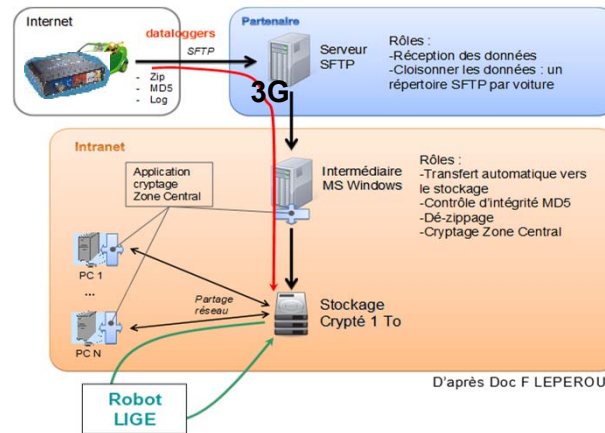 Internet
dataloggers
SFTP
- Zip
- MD5
- Log
Partenaire
Serveur
SFTP
Rôles :
-Réception des données
-Cloisonner les données : un
répertoire SFTP par voiture
3G
Intranet
Application
cryptage
Zone Central
Intermédiaire
MS Windows
Rôles :
-Transfert automatique vers
le stockage
-Contrôle d'intégrité MD5
-Dé-zippage
-Cryptage Zone Central
PC 1
...
PC N
Partage
réseau
Stockage
Crypté 1 To
D'après Doc F LEPEROU
Robot
LIGE